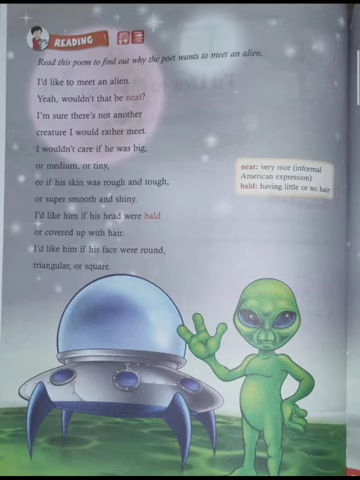 READING
Read this poem to find out why the poet wants to meet an alien.
I'd like to meet an alien.
Yeah, wouldn't that be neat?
I'm sure there's not another
creature I would rather meet.
I wouldn't care if he was big,
or medium, or tiny,
or if his skin was rough and tough,
or super smooth and shiny.
I'd like him if his head were bald
or covered up with hair.
I'd like him if his face were round,
triangular, or square.
neat: very nice (informal
American expression)
bald: having little or no hair